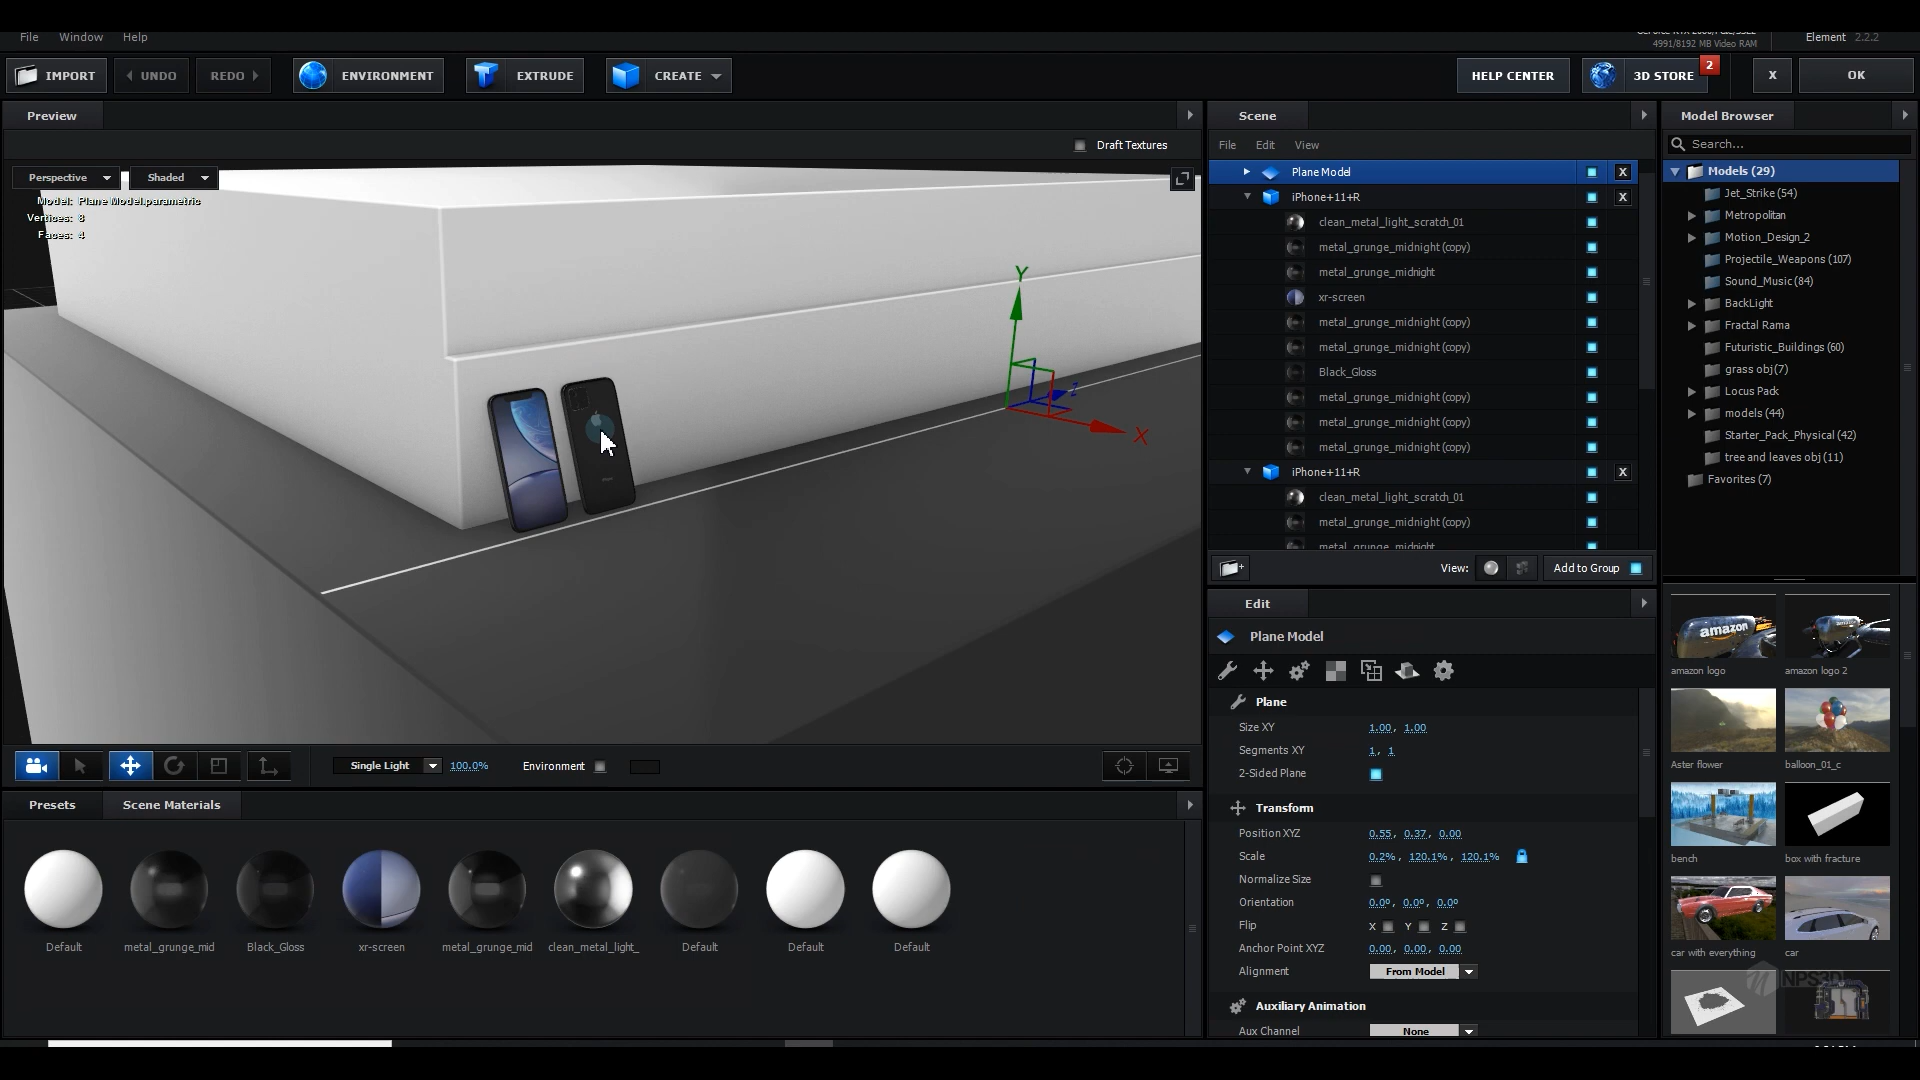 File Window Help
4991/8192 MB Video RAM
Element 2.2.2
IMPORT UNDO REDO ENVIRONMENT EXTRUDE CREATE HELP CENTER 3D STORE 2 X OK
Preview
Draft Textures
Perspective Shaded
Model: Plane Model.parametric
Vertices: 8
Faces: 4
Y
Z
X
Single Light 100.0% Environment
Presets Scene Materials
Default metal_grunge_mid Black_Gloss xr-screen metal_grunge_mid clean_metal_light_ Default Default Default
Scene
File Edit View
Plane Model X
iPhone+11+R X
clean_metal_light_scratch_01
metal_grunge_midnight (copy)
metal_grunge_midnight
xr-screen
metal_grunge_midnight (copy)
metal_grunge_midnight (copy)
Black_Gloss
metal_grunge_midnight (copy)
metal_grunge_midnight (copy)
metal_grunge_midnight (copy)
iPhone+11+R X
clean_metal_light_scratch_01
metal_grunge_midnight (copy)
metal_grunge_midnight
View: Add to Group
Edit
Plane Model
Plane
Size XY 1.00, 1.00
Segments XY 1, 1
2-Sided Plane
Transform
Position XYZ 0.55, 0.37, 0.00
Scale 0.2%, 120.1%, 120.1%
Normalize Size
Orientation 0.0º, 0.0º, 0.0º
Flip X Y Z
Anchor Point XYZ 0.00, 0.00, 0.00
Alignment From Model
Auxiliary Animation
Aux Channel None
Model Browser
Search...
Models (29)
Jet_Strike (54)
Metropolitan
Motion_Design_2
Projectile_Weapons (107)
Sound_Music (84)
BackLight
Fractal Rama
Futuristic_Buildings (60)
grass obj (7)
Locus Pack
models (44)
Starter_Pack_Physical (42)
tree and leaves obj (11)
Favorites (7)
amazon
amazon logo amazon logo 2
Aster flower balloon_01_c
bench box with fracture
car with everything car
NPS3D